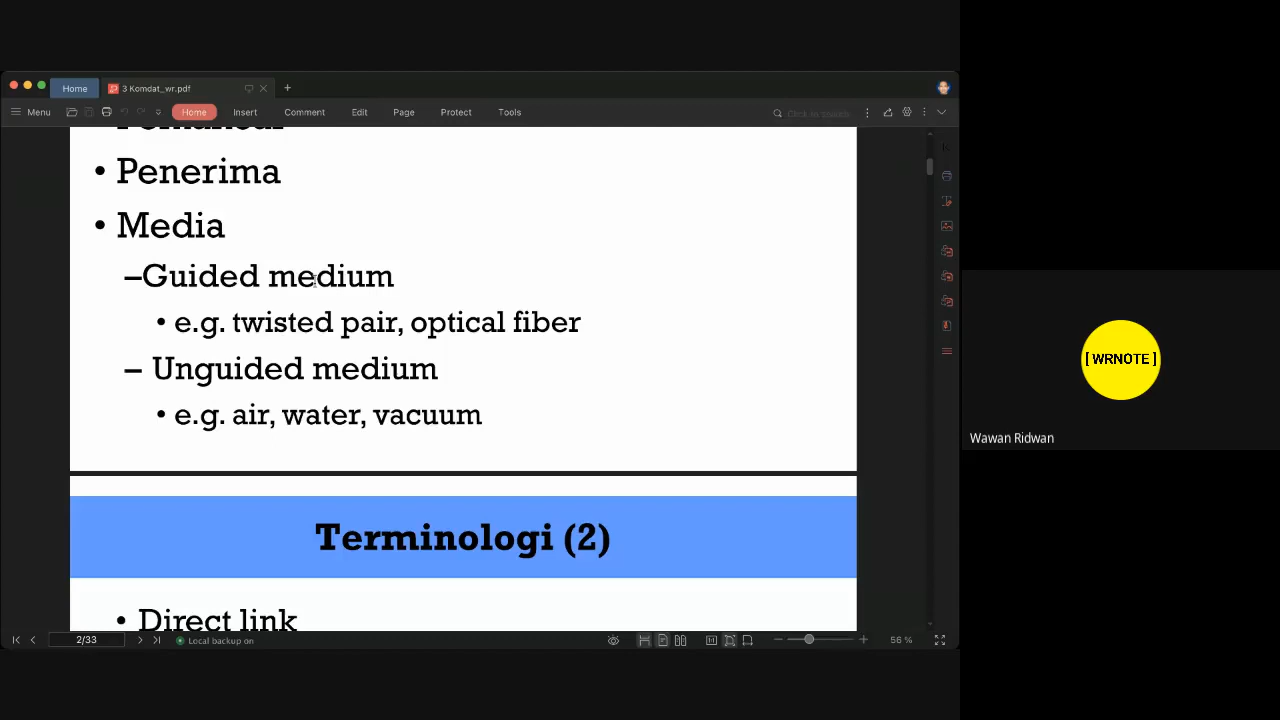 Home
3 Komdat_wr.pdf
Menu
Home
Insert
Comment
Edit
Page
Protect
Tools
• Penerima
• Media
–Guided medium
• e.g. twisted pair, optical fiber
– Unguided medium
• e.g. air, water, vacuum
Terminologi (2)
• Direct link
2/33
Local backup on
56 %
[ WRNOTE ]
Wawan Ridwan